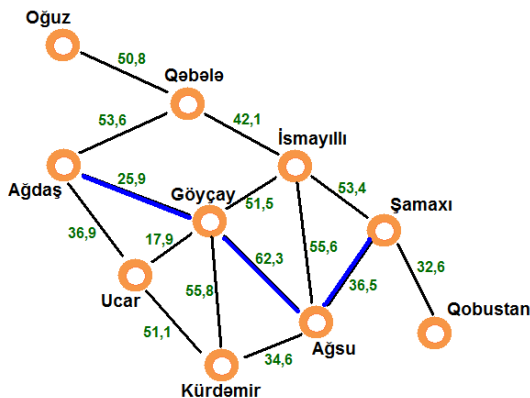 Oğuz
50,8
Qəbələ
53,6
42,1
İsmayıllı
Ağdaş
25,9
Göyçay
51,5
53,4
Şamaxı
36,9
17,9
62,3
55,6
36,5
32,6
Ucar
55,8
Qobustan
51,1
34,6
Ağsu
Kürdəmir